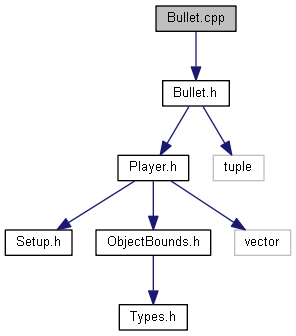 Bullet.cpp
Bullet.h
Player.h
tuple
Setup.h
ObjectBounds.h
vector
Types.h